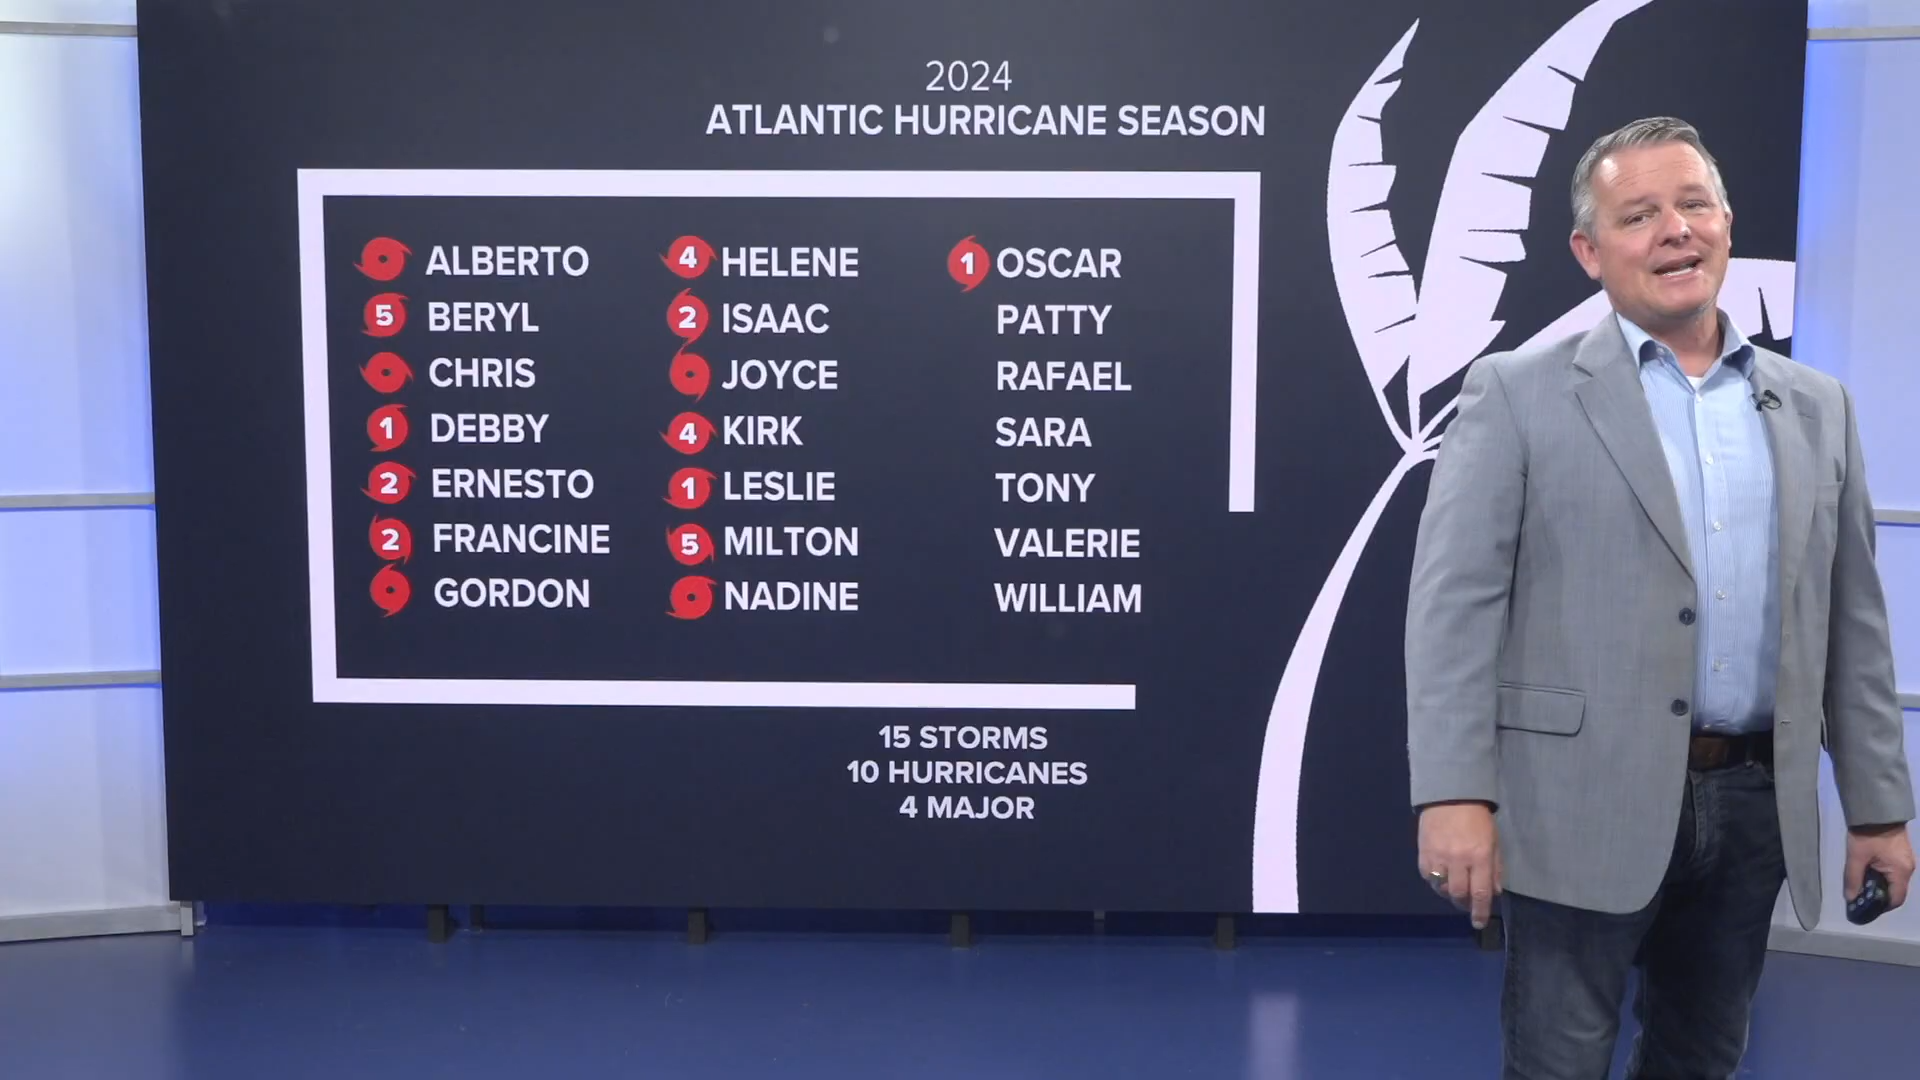 2024
ATLANTIC HURRICANE SEASON
ALBERTO
5 BERYL
CHRIS
1 DEBBY
2 ERNESTO
2 FRANCINE
GORDON
4 HELENE
2 ISAAC
JOYCE
4 KIRK
1 LESLIE
5 MILTON
NADINE
1 OSCAR
PATTY
RAFAEL
SARA
TONY
VALERIE
WILLIAM
15 STORMS
10 HURRICANES
4 MAJOR